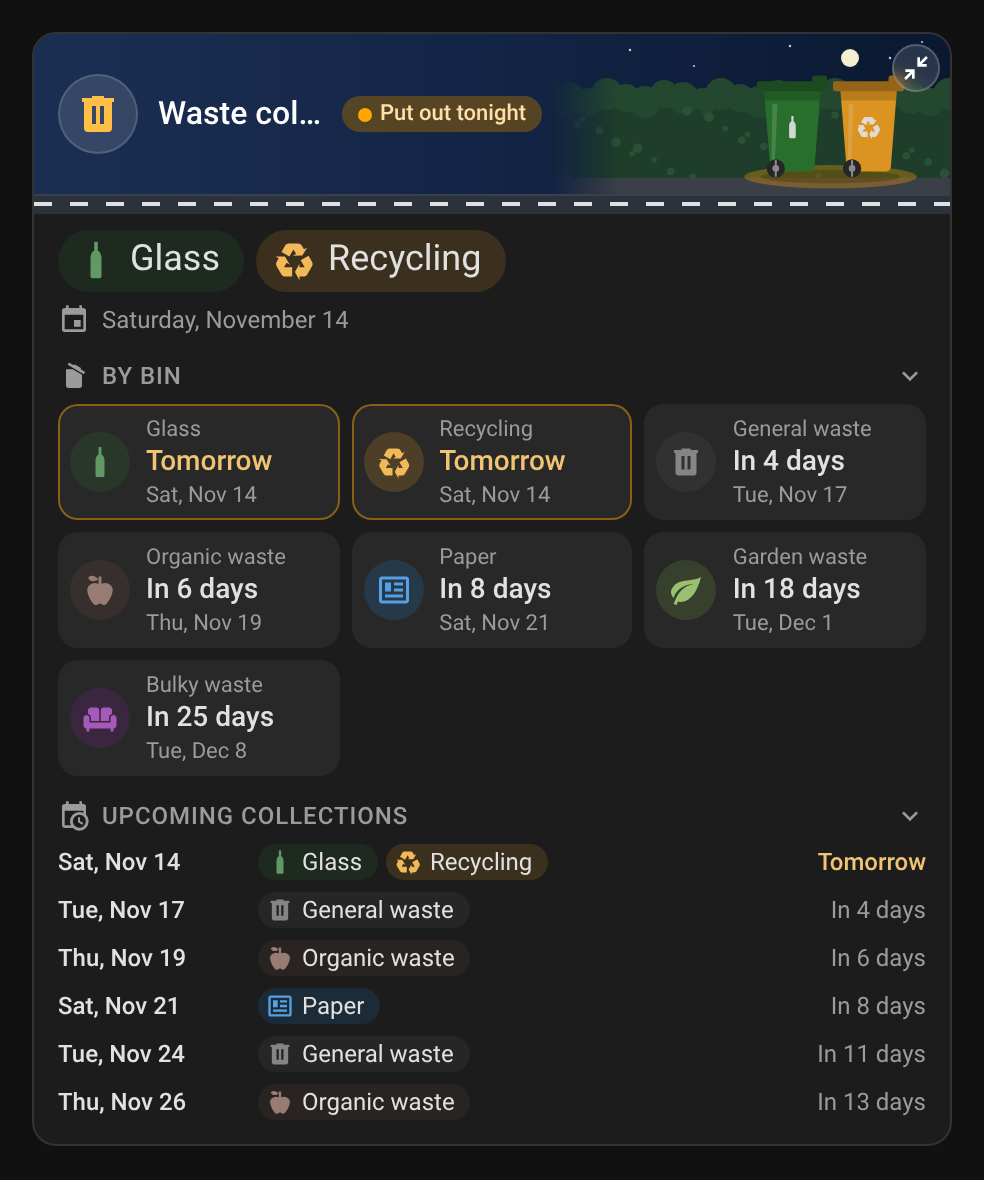 Waste col...
Put out tonight
Glass
Recycling
Saturday, November 14
BY BIN
Glass
Tomorrow
Sat, Nov 14
Recycling
Tomorrow
Sat, Nov 14
General waste
In 4 days
Tue, Nov 17
Organic waste
In 6 days
Thu, Nov 19
Paper
In 8 days
Sat, Nov 21
Garden waste
In 18 days
Tue, Dec 1
Bulky waste
In 25 days
Tue, Dec 8
UPCOMING COLLECTIONS
Sat, Nov 14 Glass Recycling Tomorrow
Tue, Nov 17 General waste In 4 days
Thu, Nov 19 Organic waste In 6 days
Sat, Nov 21 Paper In 8 days
Tue, Nov 24 General waste In 11 days
Thu, Nov 26 Organic waste In 13 days